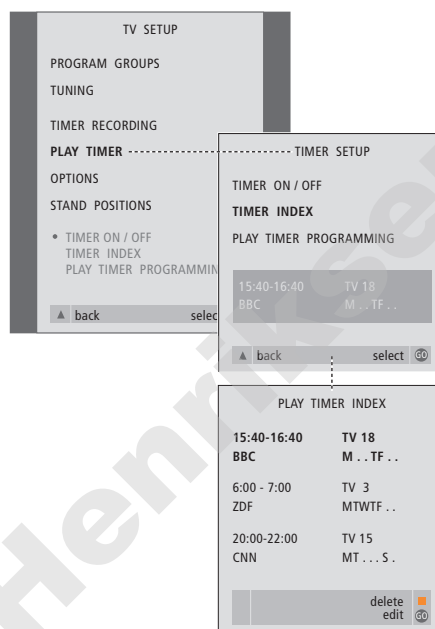 TV SETUP
PROGRAM GROUPS
TUNING
TIMER RECORDING
PLAY TIMER
OPTIONS
STAND POSITIONS
• TIMER ON / OFF
TIMER INDEX
PLAY TIMER PROGRAMMIN
▲ back selec
TIMER SETUP
TIMER ON / OFF
TIMER INDEX
PLAY TIMER PROGRAMMING
15:40-16:40 TV 18
BBC M . . TF . .
▲ back select GO
PLAY TIMER INDEX
15:40-16:40 TV 18
BBC M . . TF . .
6:00 - 7:00 TV 3
ZDF MTWTF . .
20:00-22:00 TV 15
CNN MT . . . S .
delete
edit GO
Henrikse